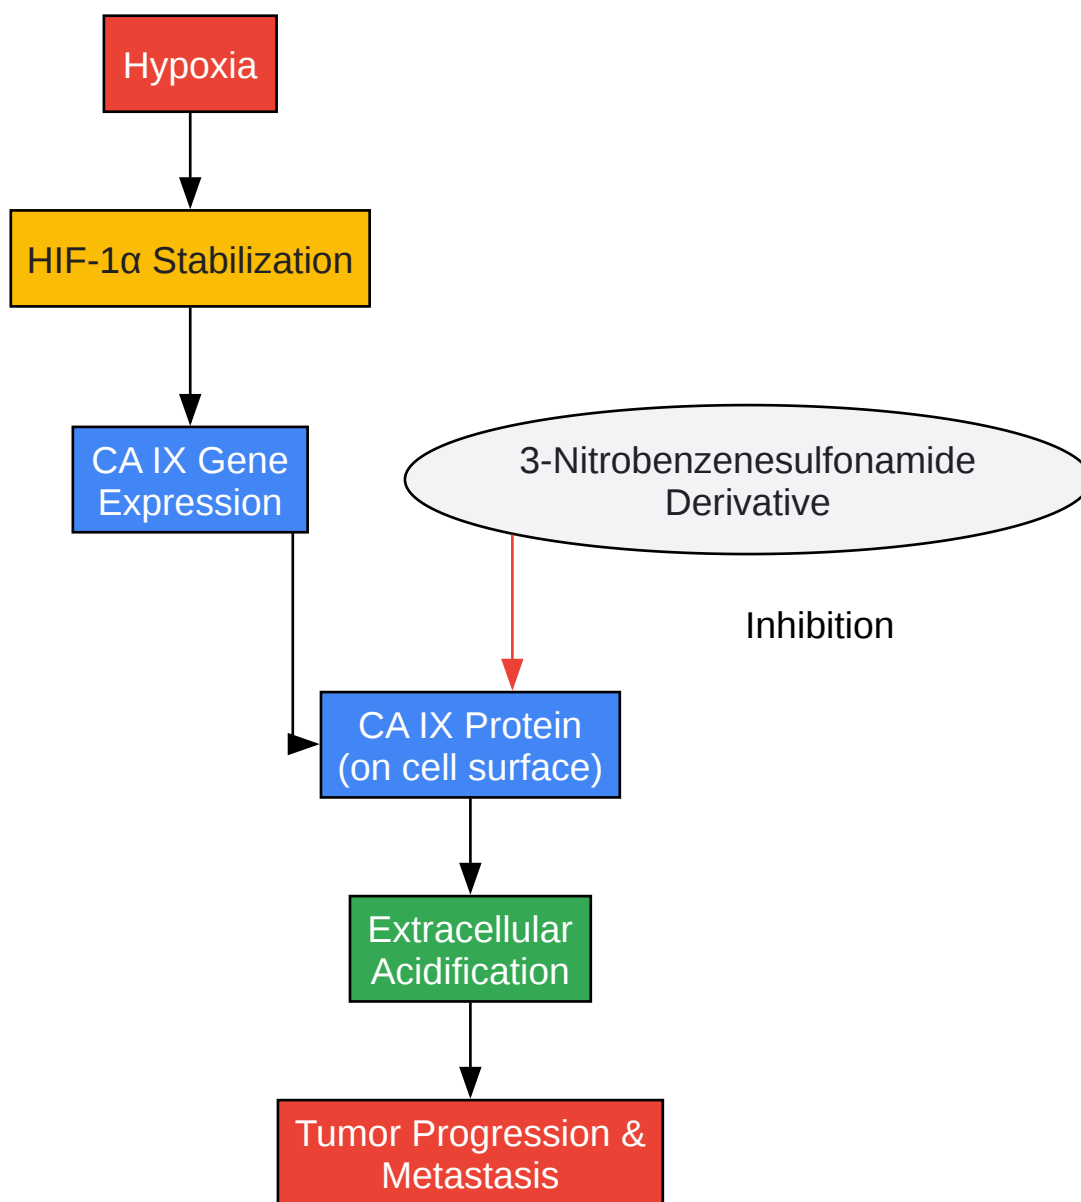 Hypoxia
HIF-1α Stabilization
CA IX Gene
Expression
3-Nitrobenzenesulfonamide
Derivative
Inhibition
CA IX Protein
(on cell surface)
Extracellular
Acidification
Tumor Progression &
Metastasis